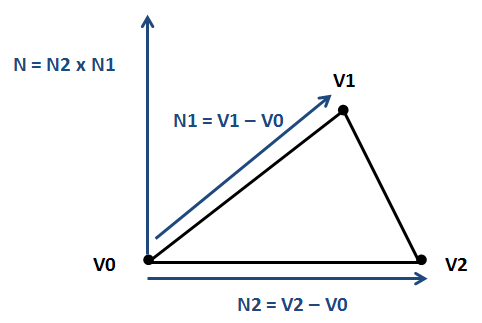 V1
N = N2 x N1
N1 = V1 – V0
V0
V2
N2 = V2 – V0